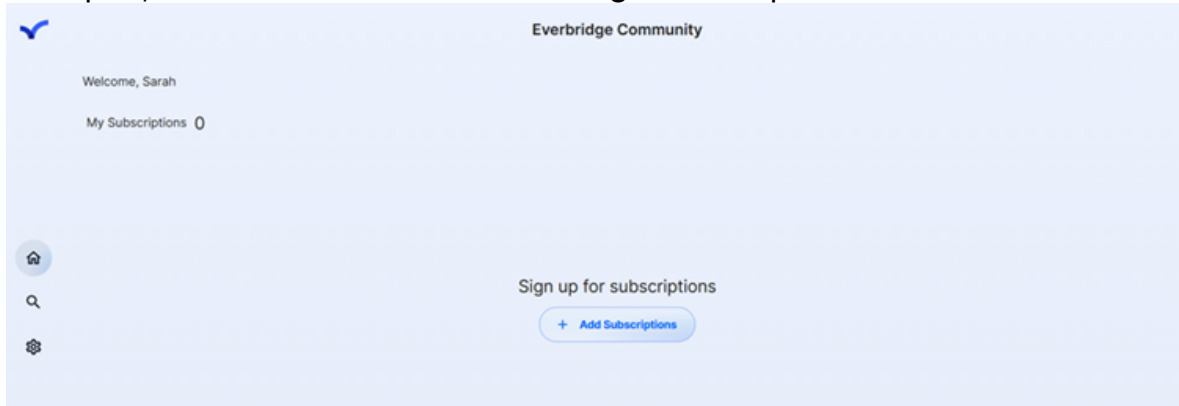 Everbridge Community
Welcome, Sarah
My Subscriptions 0
Sign up for subscriptions
+ Add Subscriptions